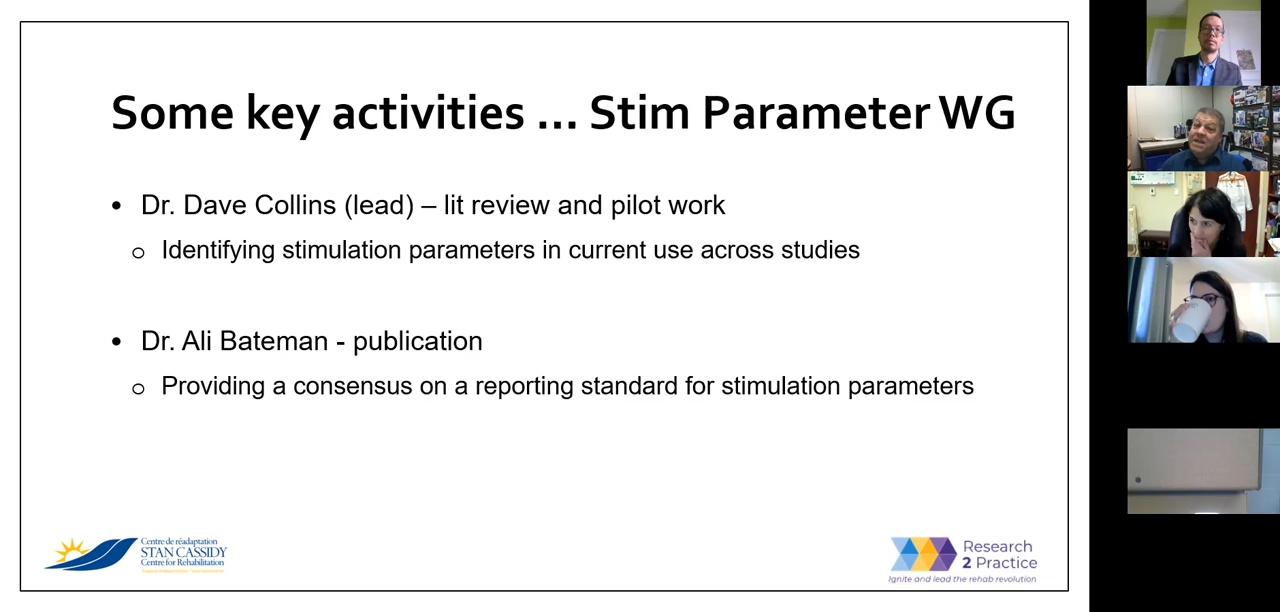 Some key activities ... Stim Parameter WG
• Dr. Dave Collins (lead) – lit review and pilot work
o Identifying stimulation parameters in current use across studies
• Dr. Ali Bateman - publication
o Providing a consensus on a reporting standard for stimulation parameters
Centre de réadaptation
STAN CASSIDY
Centre for Rehabilitation
Research
2 Practice
Ignite and lead the rehab revolution